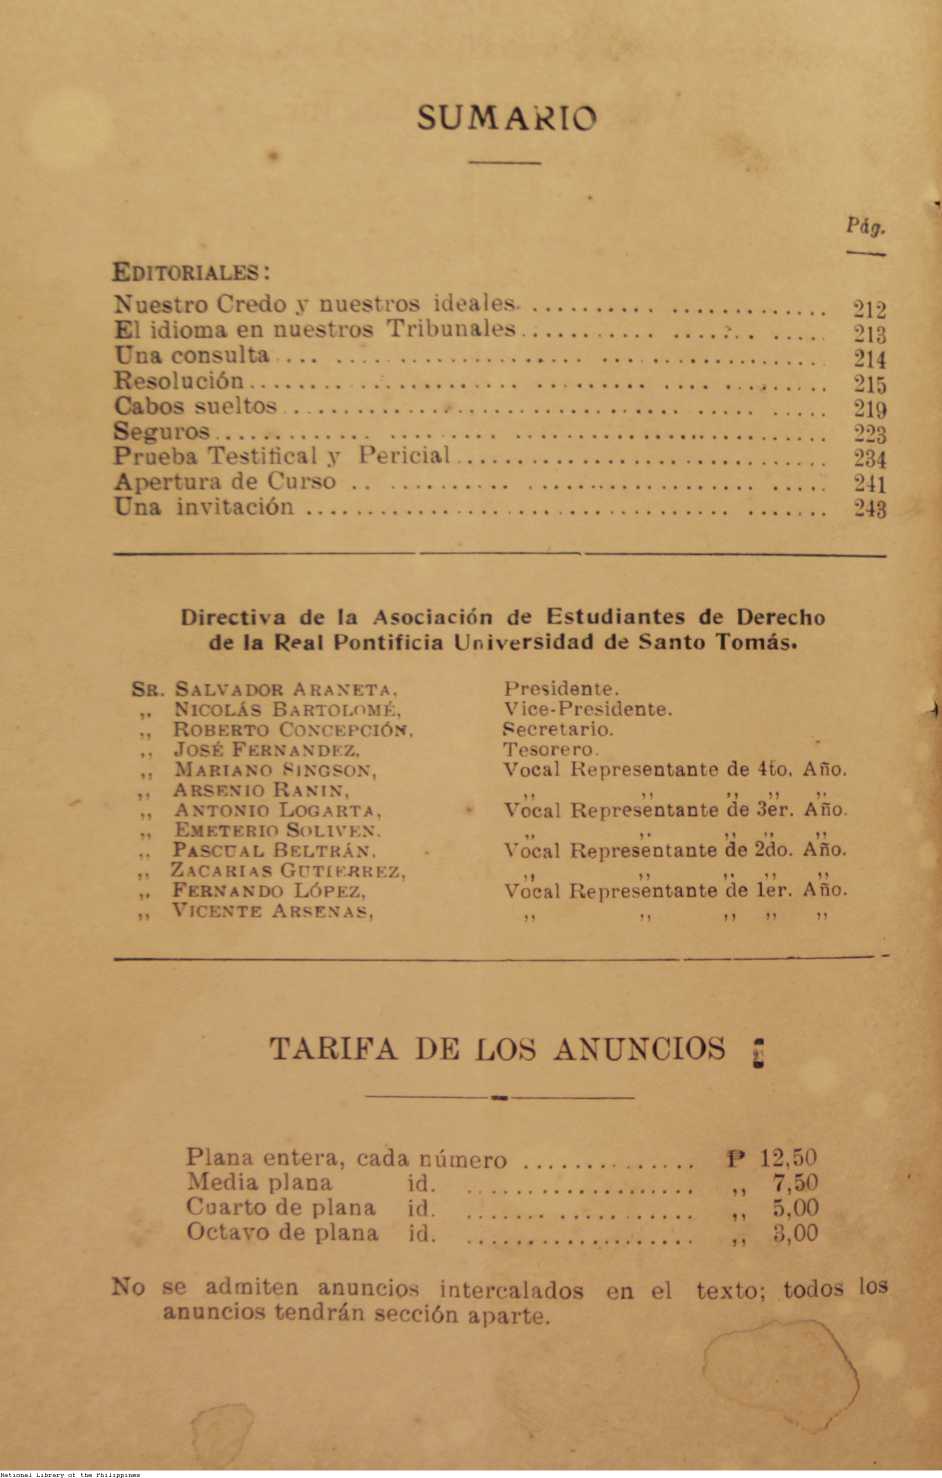 SUMARIO
Pág.
EDITORIALES:
Nuestro Credo y nuestros ideales. ........................ 212
El idioma en nuestros Tribunales ........................ 213
Una consulta ........................ 214
Resolución ........................ 215
Cabos sueltos ........................ 219
Seguros ........................ 223
Prueba Testifical y Pericial ........................ 234
Apertura de Curso ........................ 241
Una invitación ........................ 243
Directiva de la Asociación de Estudiantes de Derecho
de la Real Pontificia Universidad de Santo Tomás.
SR. SALVADOR ARANETA, Presidente.
,, NICOLÁS BARTOLOMÉ, Vice-Presidente.
,, ROBERTO CONCEPCIÓN, Secretario.
,, JOSÉ FERNANDEZ, Tesorero.
,, MARIANO SINGSON, Vocal Representante de 4to. Año.
,, ARSENIO RANIN, ,, ,, ,, ,, ,,
,, ANTONIO LOGARTA, Vocal Representante de 3er. Año.
,, EMETERIO SOLIVEN, ,, ,, ,, ,, ,,
,, PASCUAL BELTRÁN, Vocal Representante de 2do. Año.
,, ZACARIAS GUTIERREZ, ,, ,, ,, ,, ,,
,, FERNANDO LÓPEZ, Vocal Representante de 1er. Año.
,, VICENTE ARSENAS, ,, ,, ,, ,, ,,
TARIFA DE LOS ANUNCIOS
Plana entera, cada número .............. ₱ 12,50
Media plana id. .................. ,, 7,50
Cuarto de plana id. .................. ,, 5,00
Octavo de plana id. .................. ,, 3,00
No se admiten anuncios intercalados en el texto; todos los
anuncios tendrán sección aparte.
National Library of the Philippines